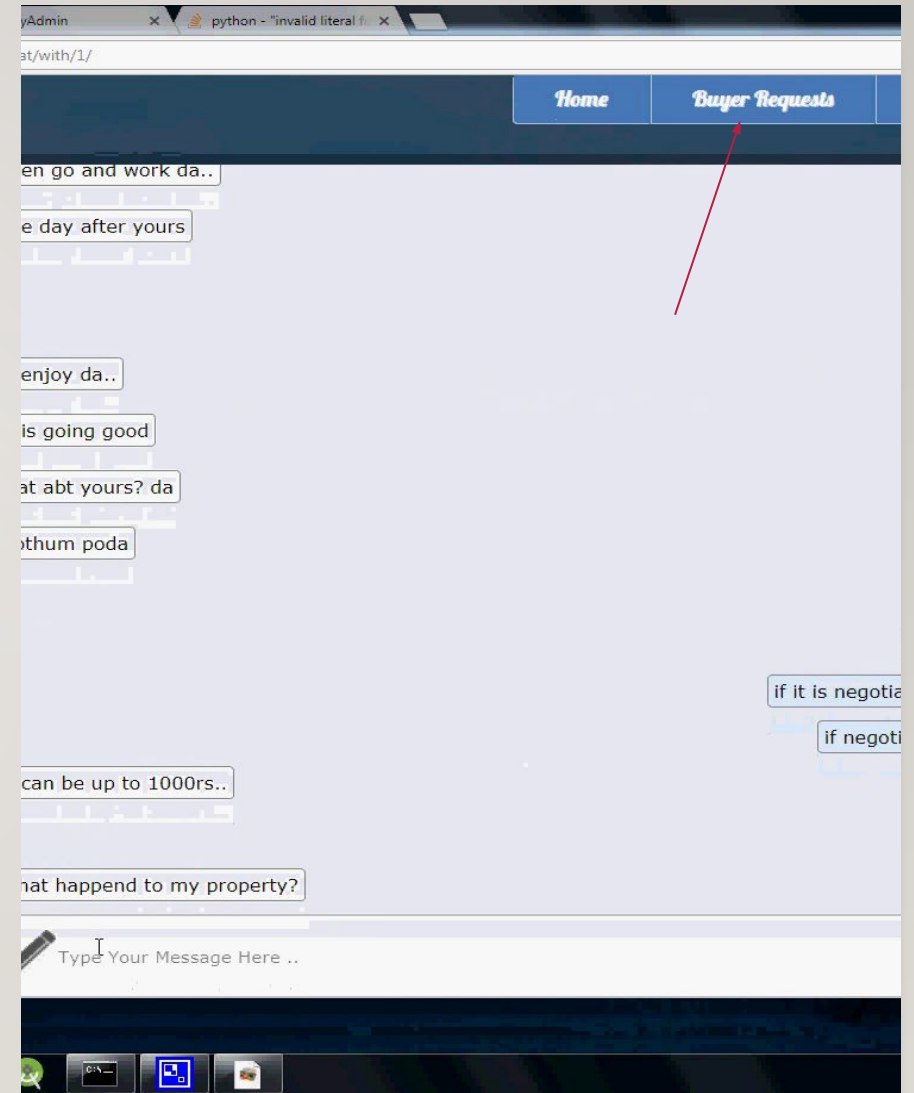 yAdmin
python - "invalid literal f
at/with/1/
Home
Buyer Requests
en go and work da..
e day after yours
enjoy da..
is going good
at abt yours? da
othum poda
if it is negotia
if negoti
can be up to 1000rs..
hat happend to my property?
Type Your Message Here ..
C:\_